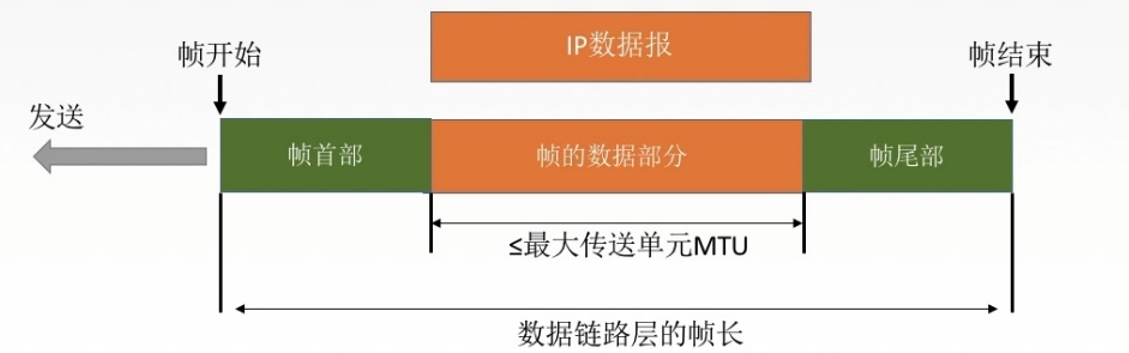 IP数据报
帧开始
帧结束
发送
帧首部
帧的数据部分
帧尾部
≤最大传送单元MTU
数据链路层的帧长